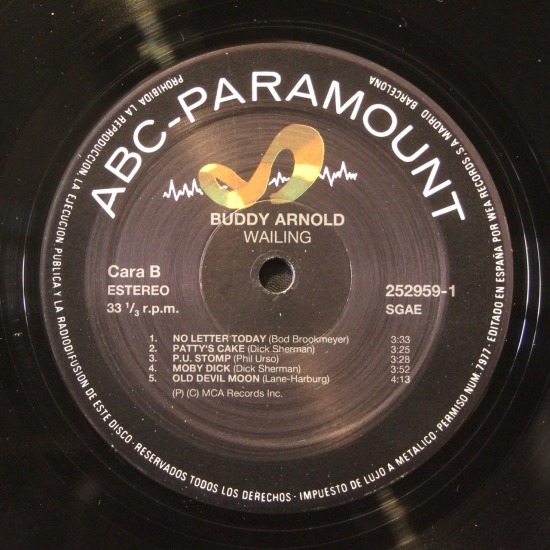 ABC-PARAMOUNT
BUDDY ARNOLD
WAILING
Cara B
ESTEREO
33 1/3 r.p.m.
252959-1
SGAE
1. NO LETTER TODAY (Bod Brookmeyer) 3:33
2. PATTY'S CAKE (Dick Sherman) 3:25
3. P.U. STOMP (Phil Urso) 3:28
4. MOBY DICK (Dick Sherman) 3:52
5. OLD DEVIL MOON (Lane-Harburg) 4:13
(P) (C) MCA Records Inc.
PROHIBIDA LA REPRODUCCION, LA EJECUCION PUBLICA Y LA RADIODIFUSION DE ESTE DISCO · RESERVADOS TODOS LOS DERECHOS · IMPUESTO DE LUJO A METALICO · PERMISO NUM. 7977 · EDITADO EN ESPAÑA POR WEA RECORDS, S.A. MADRID BARCELONA